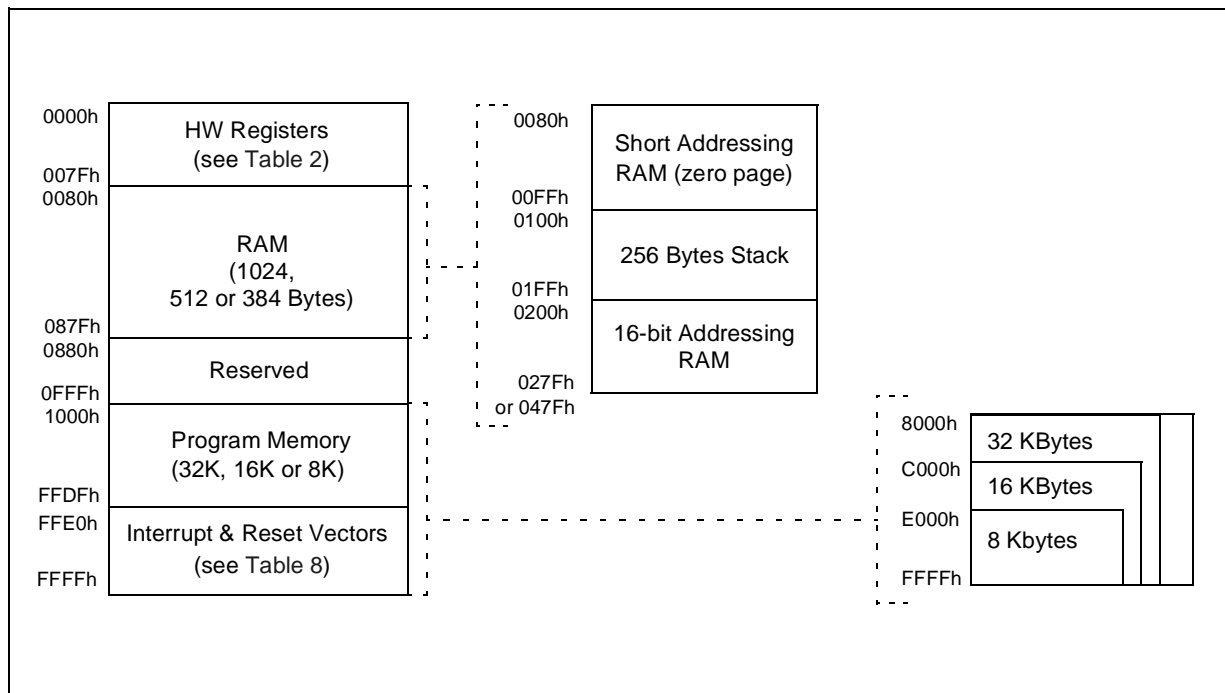 0000h
HW Registers
(see Table 2)
007Fh
0080h
RAM
(1024,
512 or 384 Bytes)
087Fh
0880h
Reserved
0FFFh
1000h
Program Memory
(32K, 16K or 8K)
FFDFh
FFE0h
Interrupt & Reset Vectors
(see Table 8)
FFFFh
0080h
Short Addressing
RAM (zero page)
00FFh
0100h
256 Bytes Stack
01FFh
0200h
16-bit Addressing
RAM
027Fh
or 047Fh
8000h
32 KBytes
C000h
16 KBytes
E000h
8 Kbytes
FFFFh